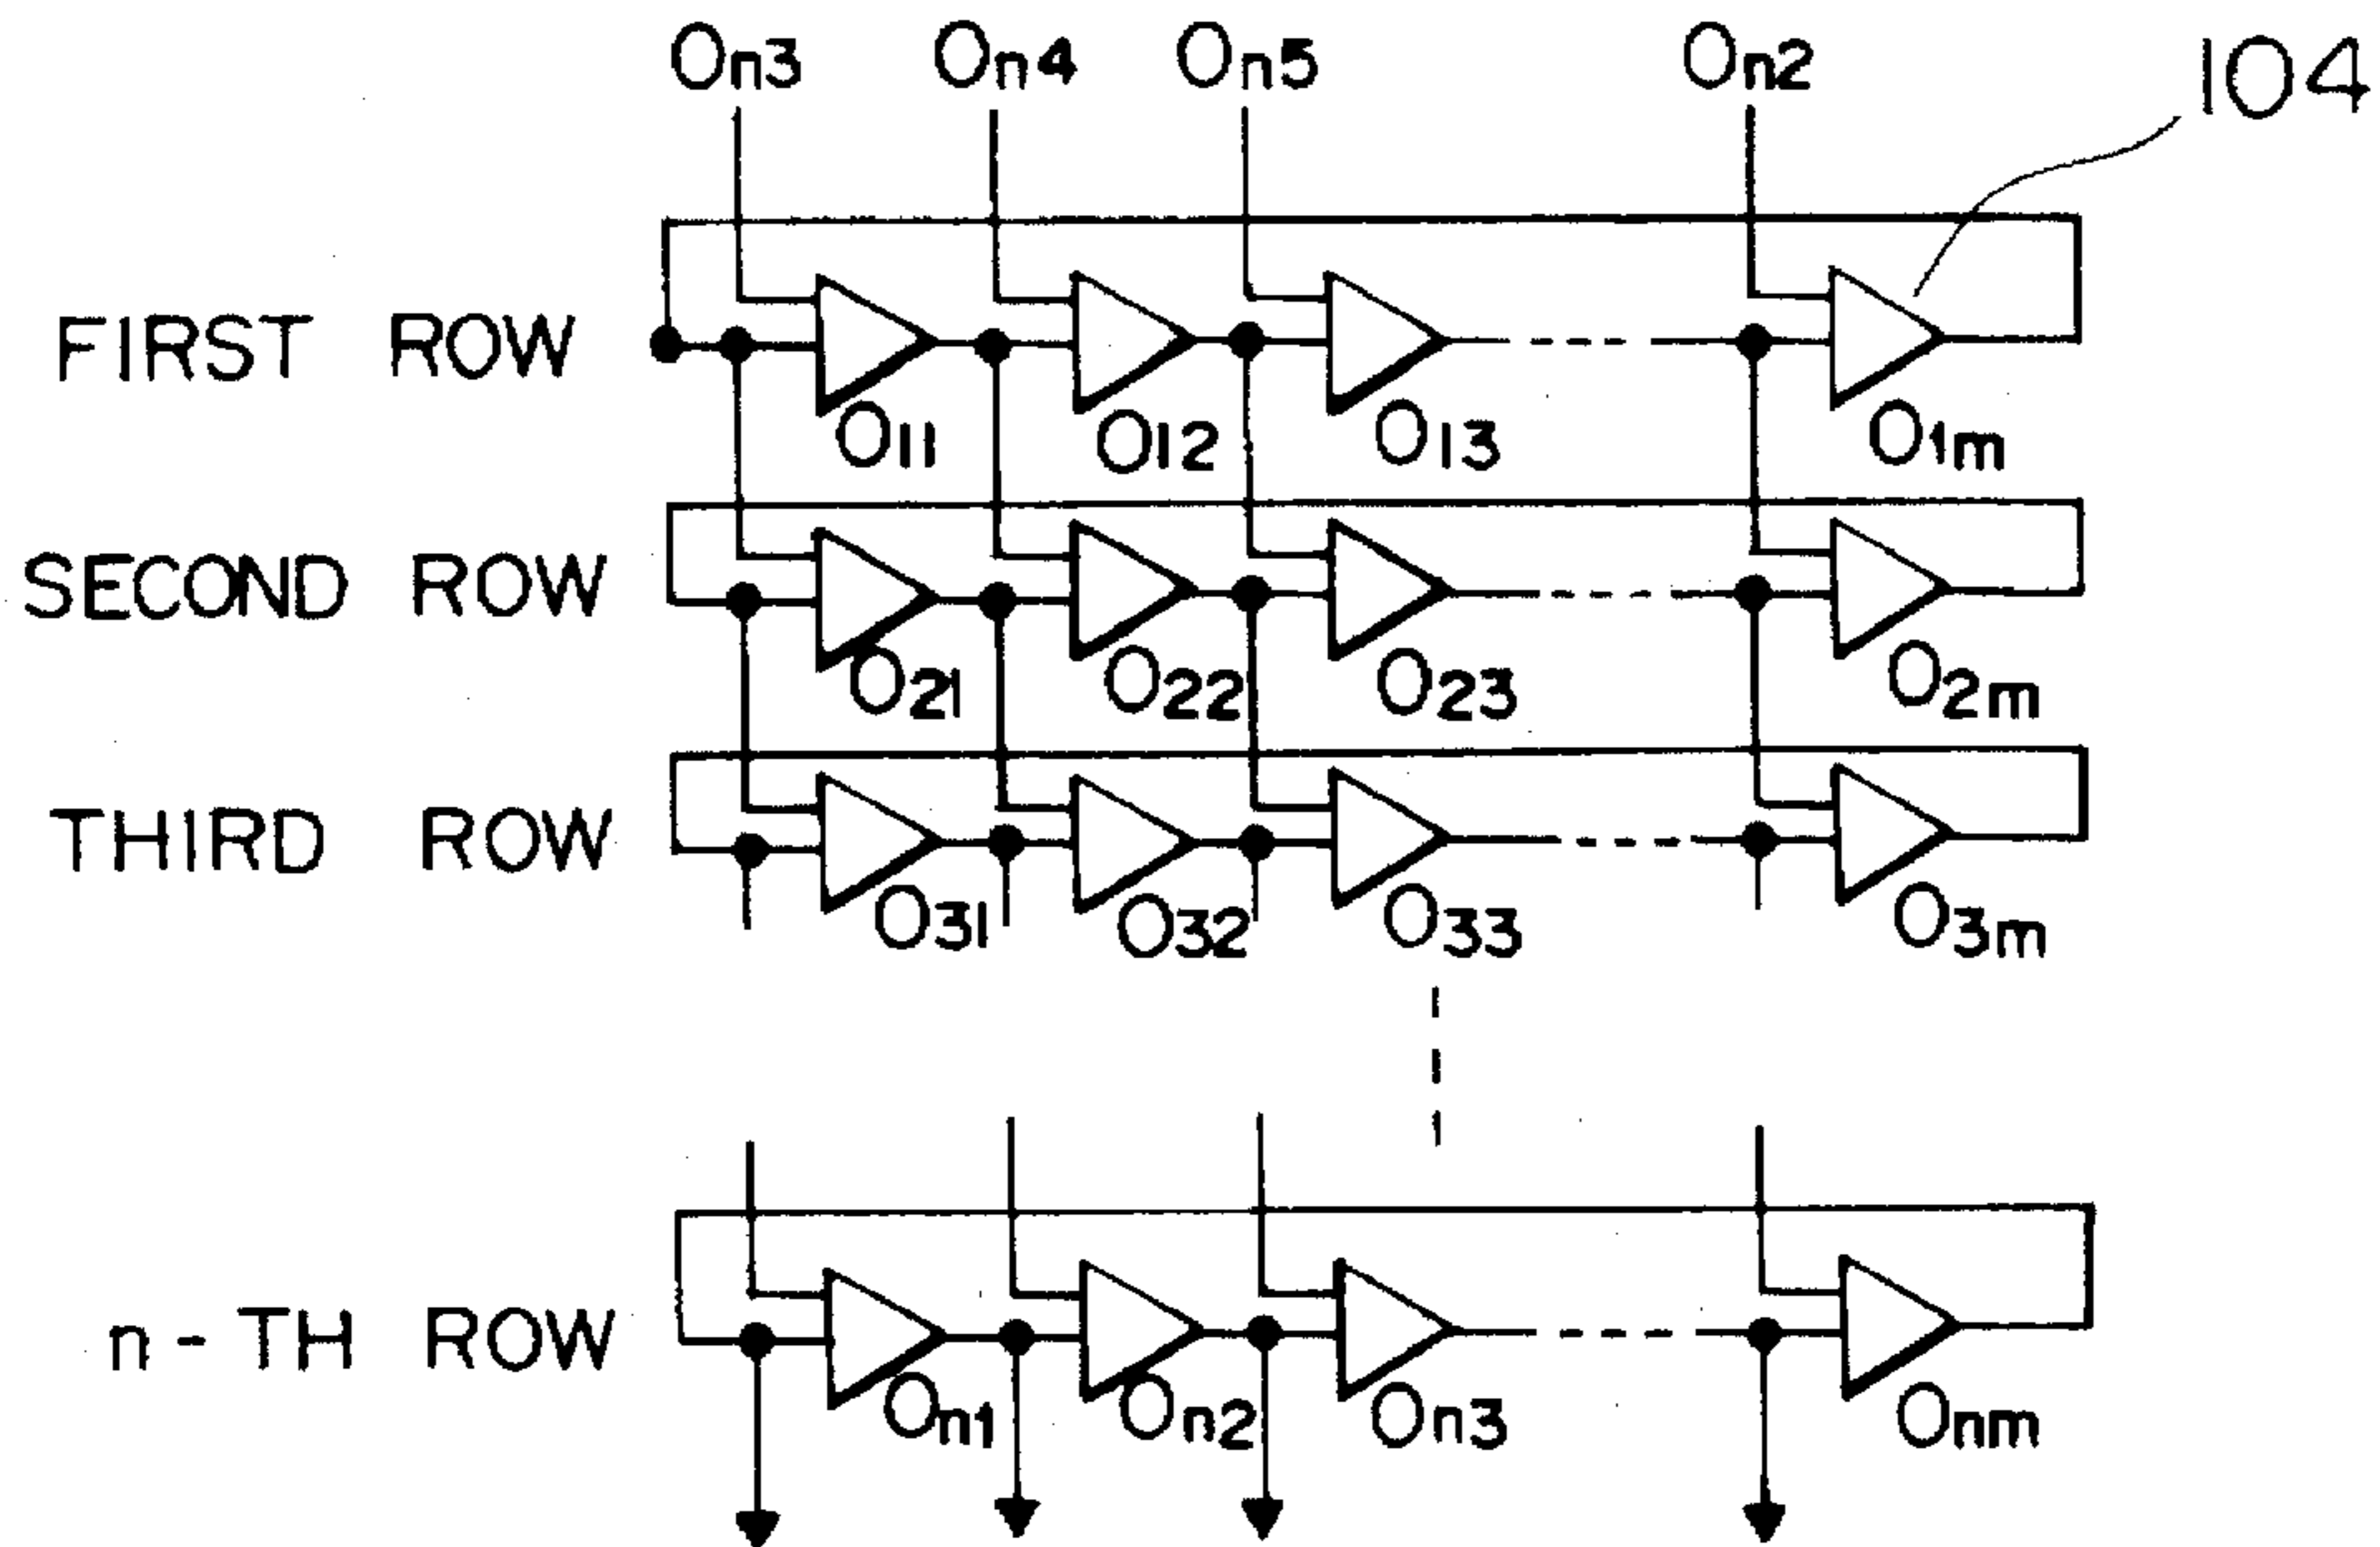 On3 On4 On5 On2 104
FIRST ROW
O11 O12 O13 O1m
SECOND ROW
O21 O22 O23 O2m
THIRD ROW
O31 O32 O33 O3m
n-TH ROW
On1 On2 On3 Onm